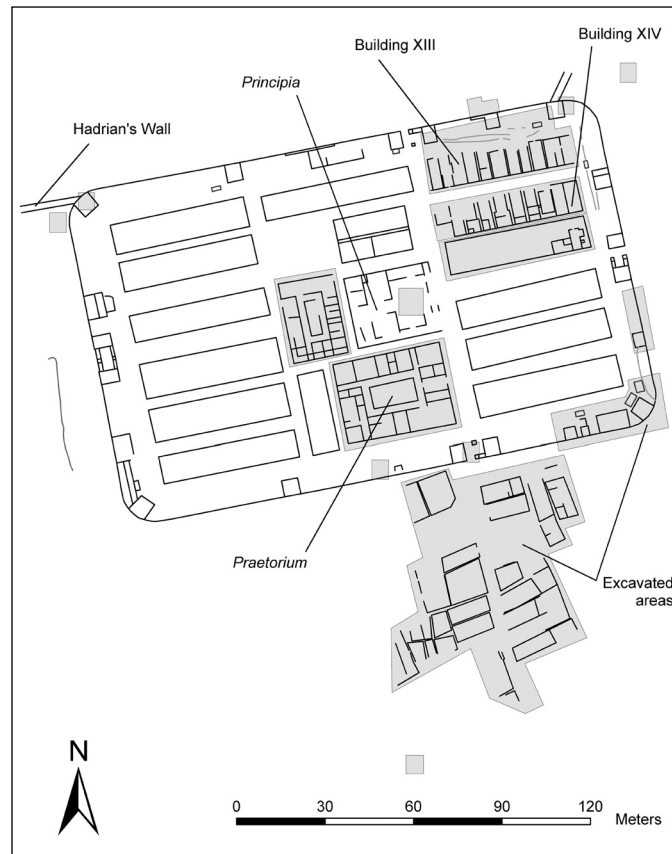 Building XIV
Building XIII
Principia
Hadrian's Wall
Praetorium
Excavated
areas
N
0 30 60 90 120
Meters